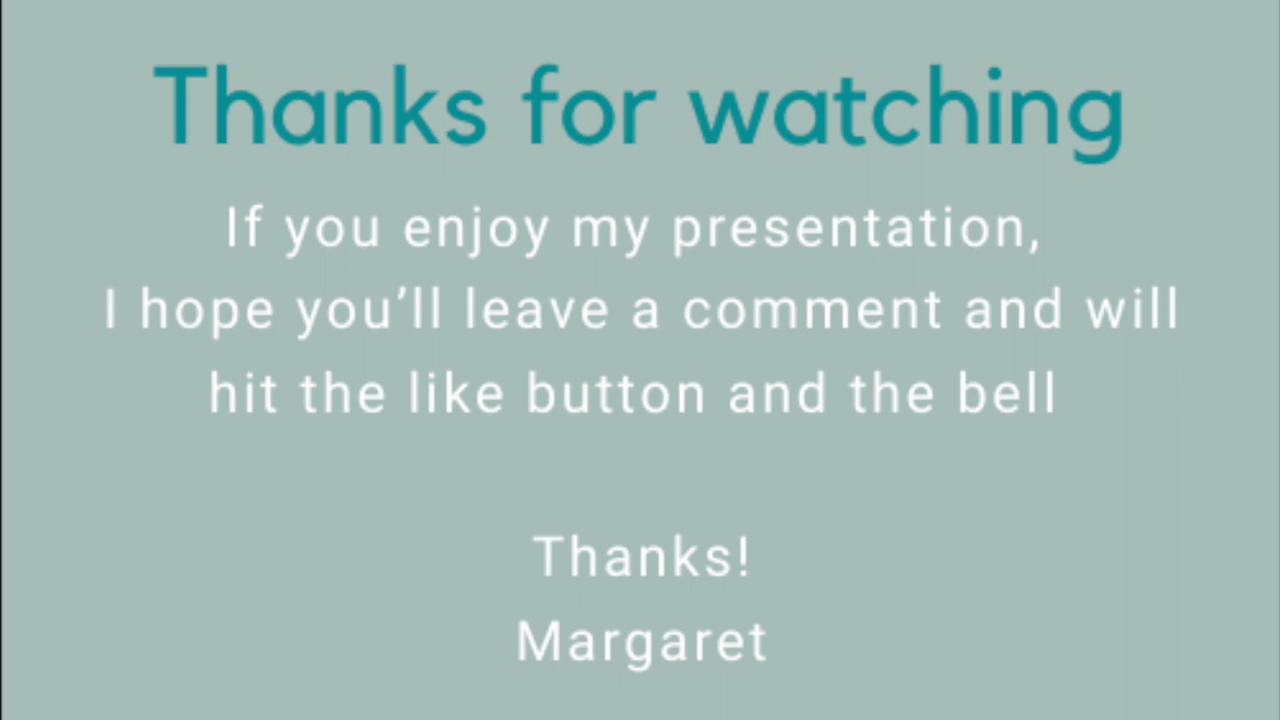 Thanks for watching
If you enjoy my presentation,
I hope you’ll leave a comment and will
hit the like button and the bell
Thanks!
Margaret